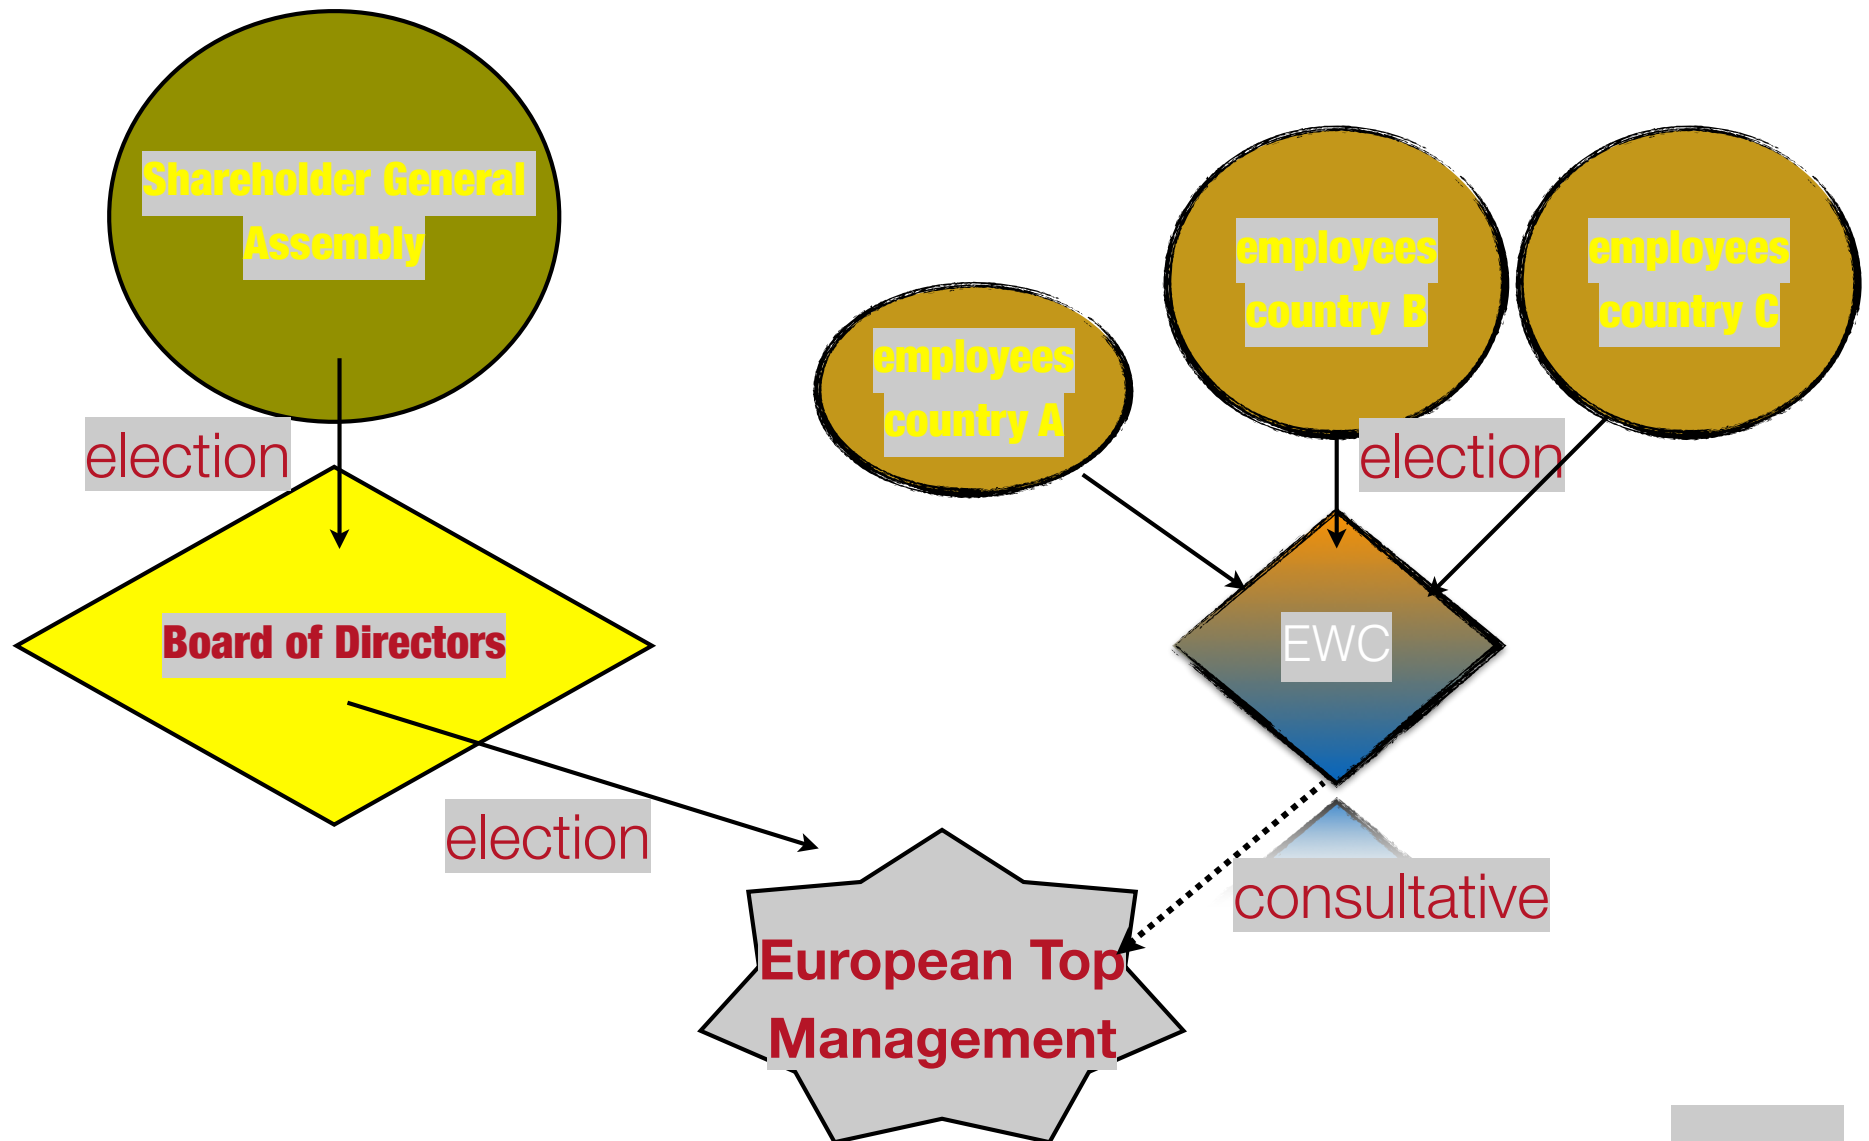 Shareholder General
Assembly
employees
country A
employees
country B
employees
country C
election
election
Board of Directors
EWC
election
consultative
European Top
Management